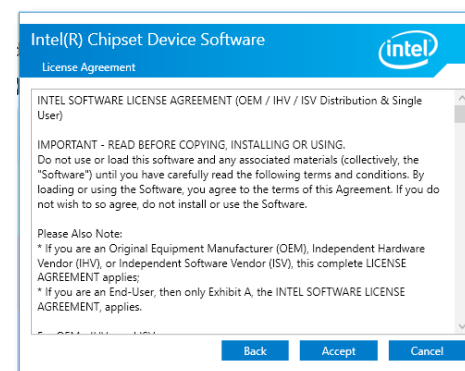 Intel(R) Chipset Device Software
intel
License Agreement
INTEL SOFTWARE LICENSE AGREEMENT (OEM / IHV / ISV Distribution & Single
User)
IMPORTANT - READ BEFORE COPYING, INSTALLING OR USING.
Do not use or load this software and any associated materials (collectively, the
"Software") until you have carefully read the following terms and conditions. By
loading or using the Software, you agree to the terms of this Agreement. If you do
not wish to so agree, do not install or use the Software.
Please Also Note:
* If you are an Original Equipment Manufacturer (OEM), Independent Hardware
Vendor (IHV), or Independent Software Vendor (ISV), this complete LICENSE
AGREEMENT applies;
* If you are an End-User, then only Exhibit A, the INTEL SOFTWARE LICENSE
AGREEMENT, applies.
Back Accept Cancel